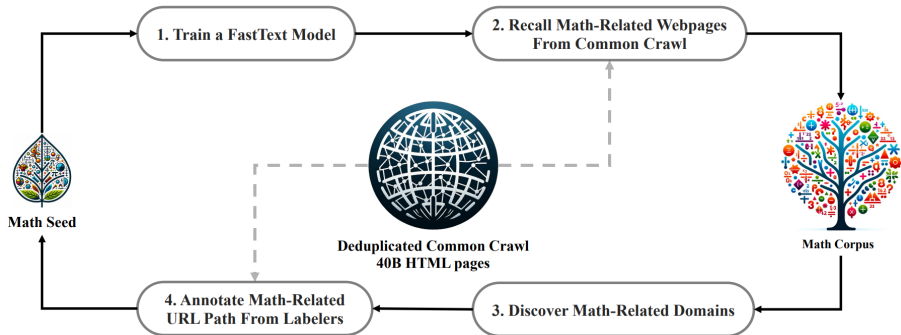 1. Train a FastText Model
2. Recall Math-Related Webpages
From Common Crawl
Math Seed
Deduplicated Common Crawl
40B HTML pages
Math Corpus
4. Annotate Math-Related
URL Path From Labelers
3. Discover Math-Related Domains